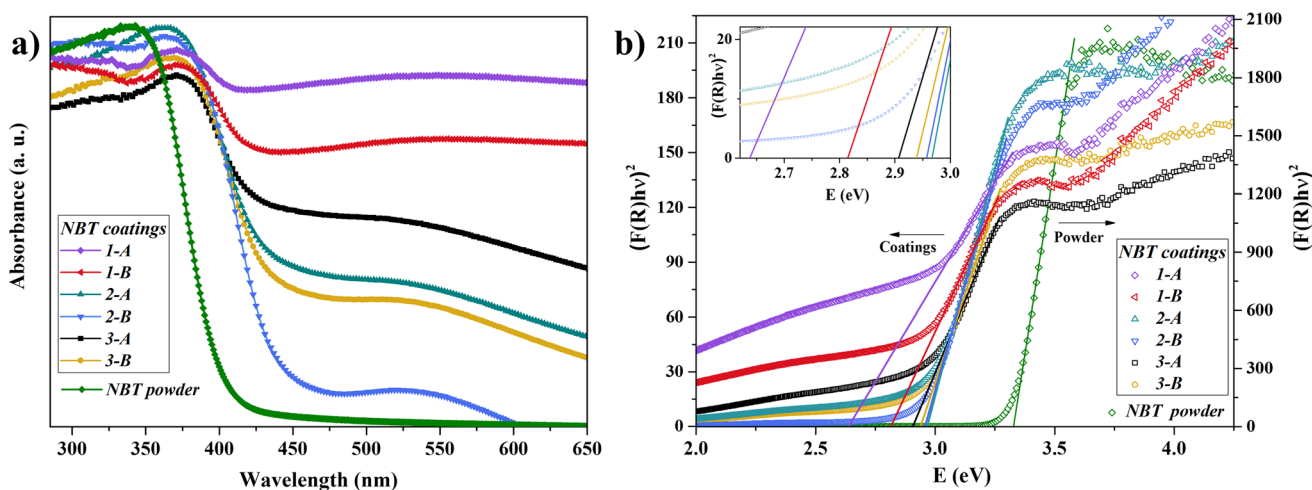 a)
Absorbance (a. u.)
NBT coatings
1-A
1-B
2-A
2-B
3-A
3-B
NBT powder
300 350 400 450 500 550 600 650
Wavelength (nm)
b)
(F(R)hν)²
210
180
150
120
90
60
30
0
20
10
0
(F(R)hν)²
2.7 2.8 2.9 3.0
E (eV)
Coatings
Powder
NBT coatings
1-A
1-B
2-A
2-B
3-A
3-B
NBT powder
2.0 2.5 3.0 3.5 4.0
E (eV)
2100
1800
1500
1200
900
600
300
0
(F(R)hν)²